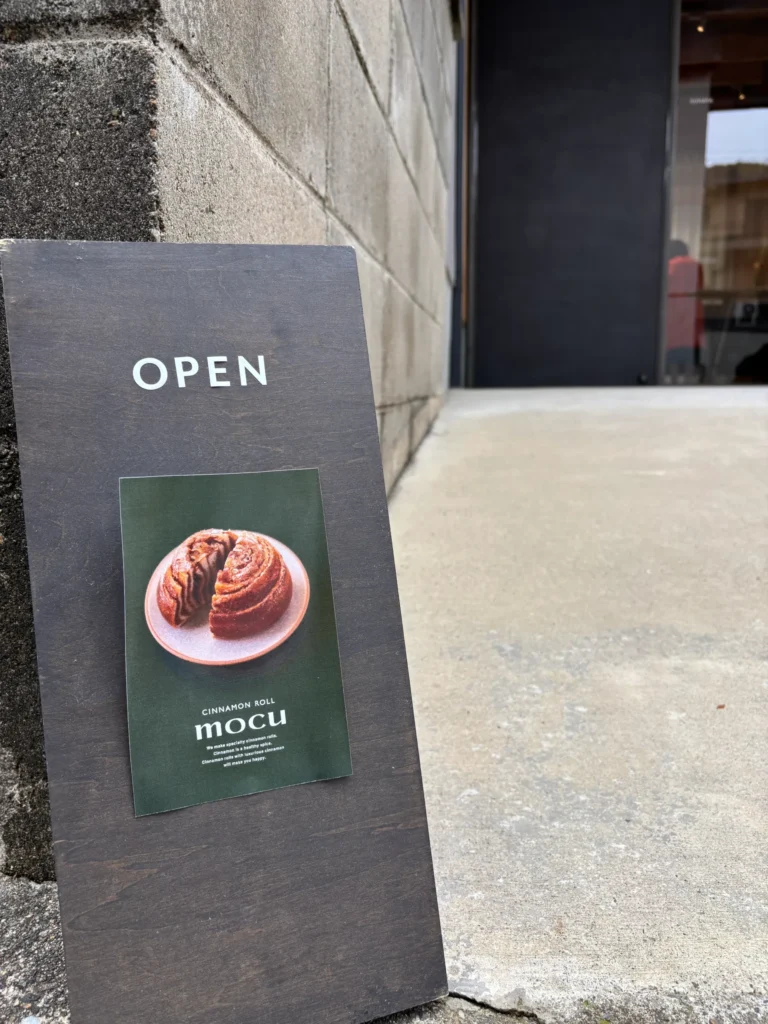 OPEN
CINNAMON ROLL
mocu
We make specialty cinnamon rolls.
Cinnamon is a healthy spice.
Cinnamon rolls with luxurious cinnamon
will make you happy.